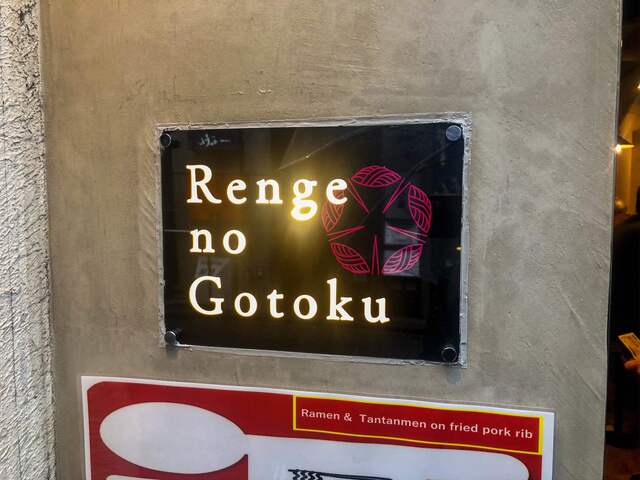 Renge
no
Gotoku
Ramen & Tantanmen on fried pork rib